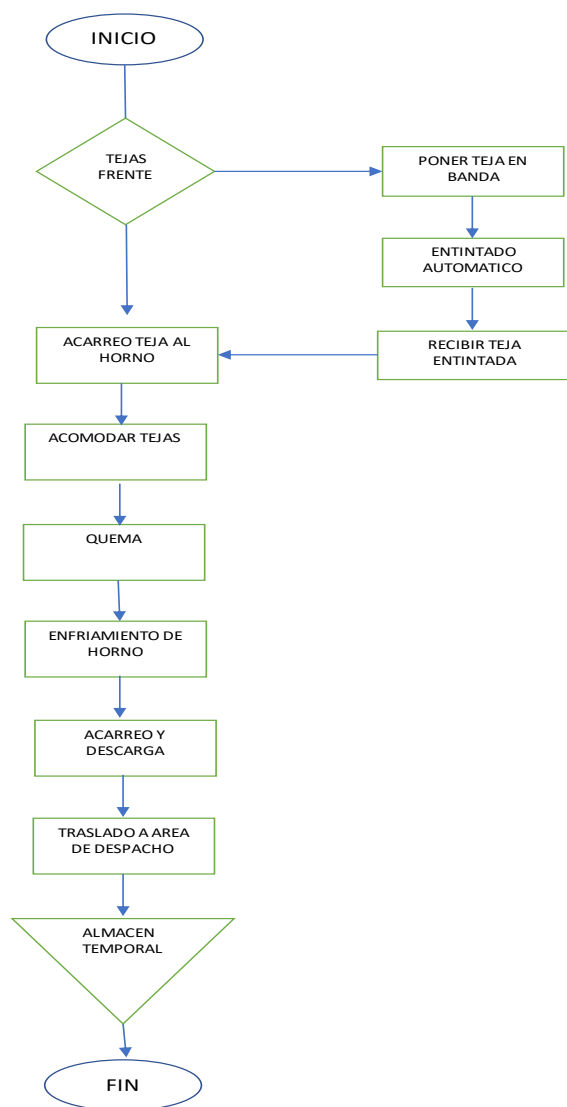 INICIO
TEJAS
FRENTE
PONER TEJA EN
BANDA
ENTINTADO
AUTOMATICO
RECIBIR TEJA
ENTINTADA
ACARREO TEJA AL
HORNO
ACOMODAR TEJAS
QUEMA
ENFRIAMIENTO DE
HORNO
ACARREO Y
DESCARGA
TRASLADO A AREA
DE DESPACHO
ALMACEN
TEMPORAL
FIN